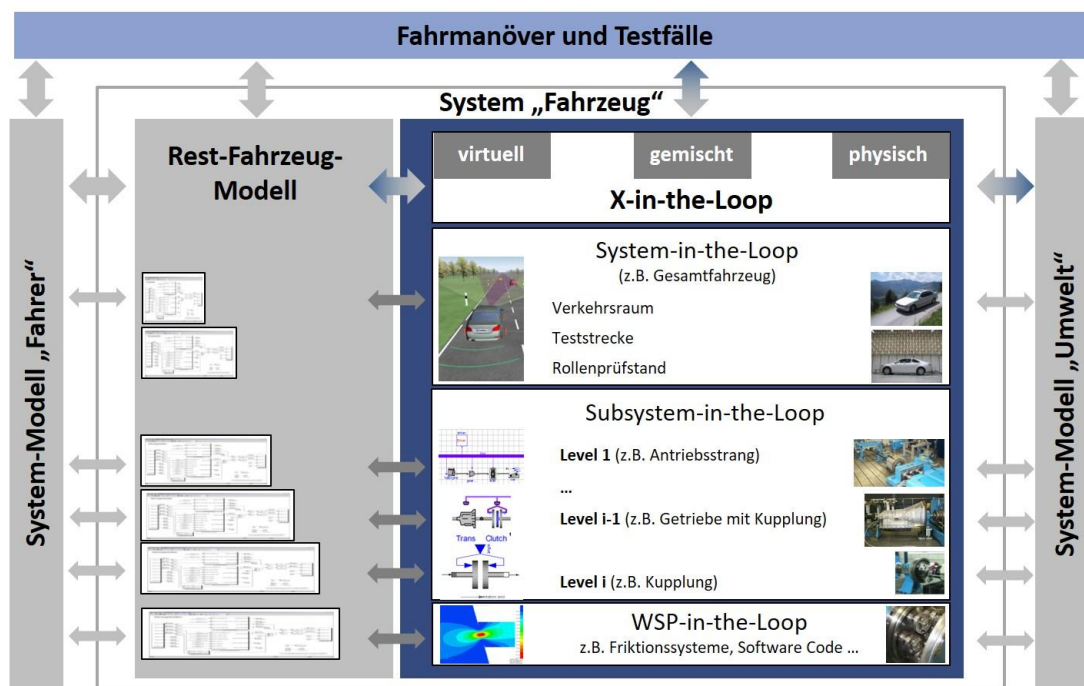 Fahrmanöver und Testfälle
System „Fahrzeug“
System-Modell „Fahrer“
Rest-Fahrzeug-
Modell
virtuell
gemischt
physisch
X-in-the-Loop
System-in-the-Loop
(z.B. Gesamtfahrzeug)
Verkehrsraum
Teststrecke
Rollenprüfstand
Subsystem-in-the-Loop
Level 1 (z.B. Antriebsstrang)
...
Level i-1 (z.B. Getriebe mit Kupplung)
Trans Clutch
Level i (z.B. Kupplung)
WSP-in-the-Loop
z.B. Friktionssysteme, Software Code ...
System-Modell „Umwelt“